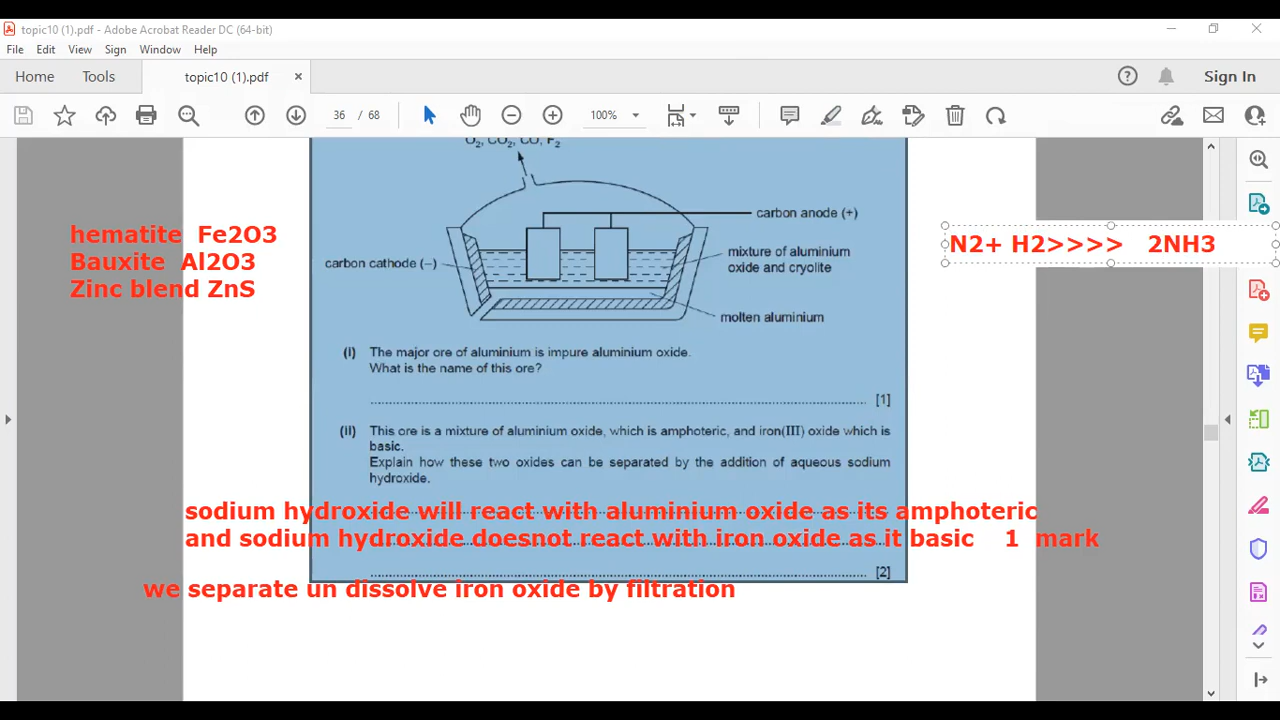 topic10 (1).pdf - Adobe Acrobat Reader DC (64-bit)
File Edit View Sign Window Help
Home Tools topic10 (1).pdf × Sign In
36 / 68 100%
O2, CO2, CO, F2
carbon anode (+)
hematite Fe2O3
N2+ H2>>>> 2NH3
mixture of aluminium
oxide and cryolite
Bauxite Al2O3
carbon cathode (−)
Zinc blend ZnS
molten aluminium
(i) The major ore of aluminium is impure aluminium oxide.
What is the name of this ore?
[1]
(ii) This ore is a mixture of aluminium oxide, which is amphoteric, and iron(III) oxide which is
basic.
Explain how these two oxides can be separated by the addition of aqueous sodium
hydroxide.
sodium hydroxide will react with aluminium oxide as its amphoteric
and sodium hydroxide doesnot react with iron oxide as it basic 1 mark
[2]
we separate un dissolve iron oxide by filtration